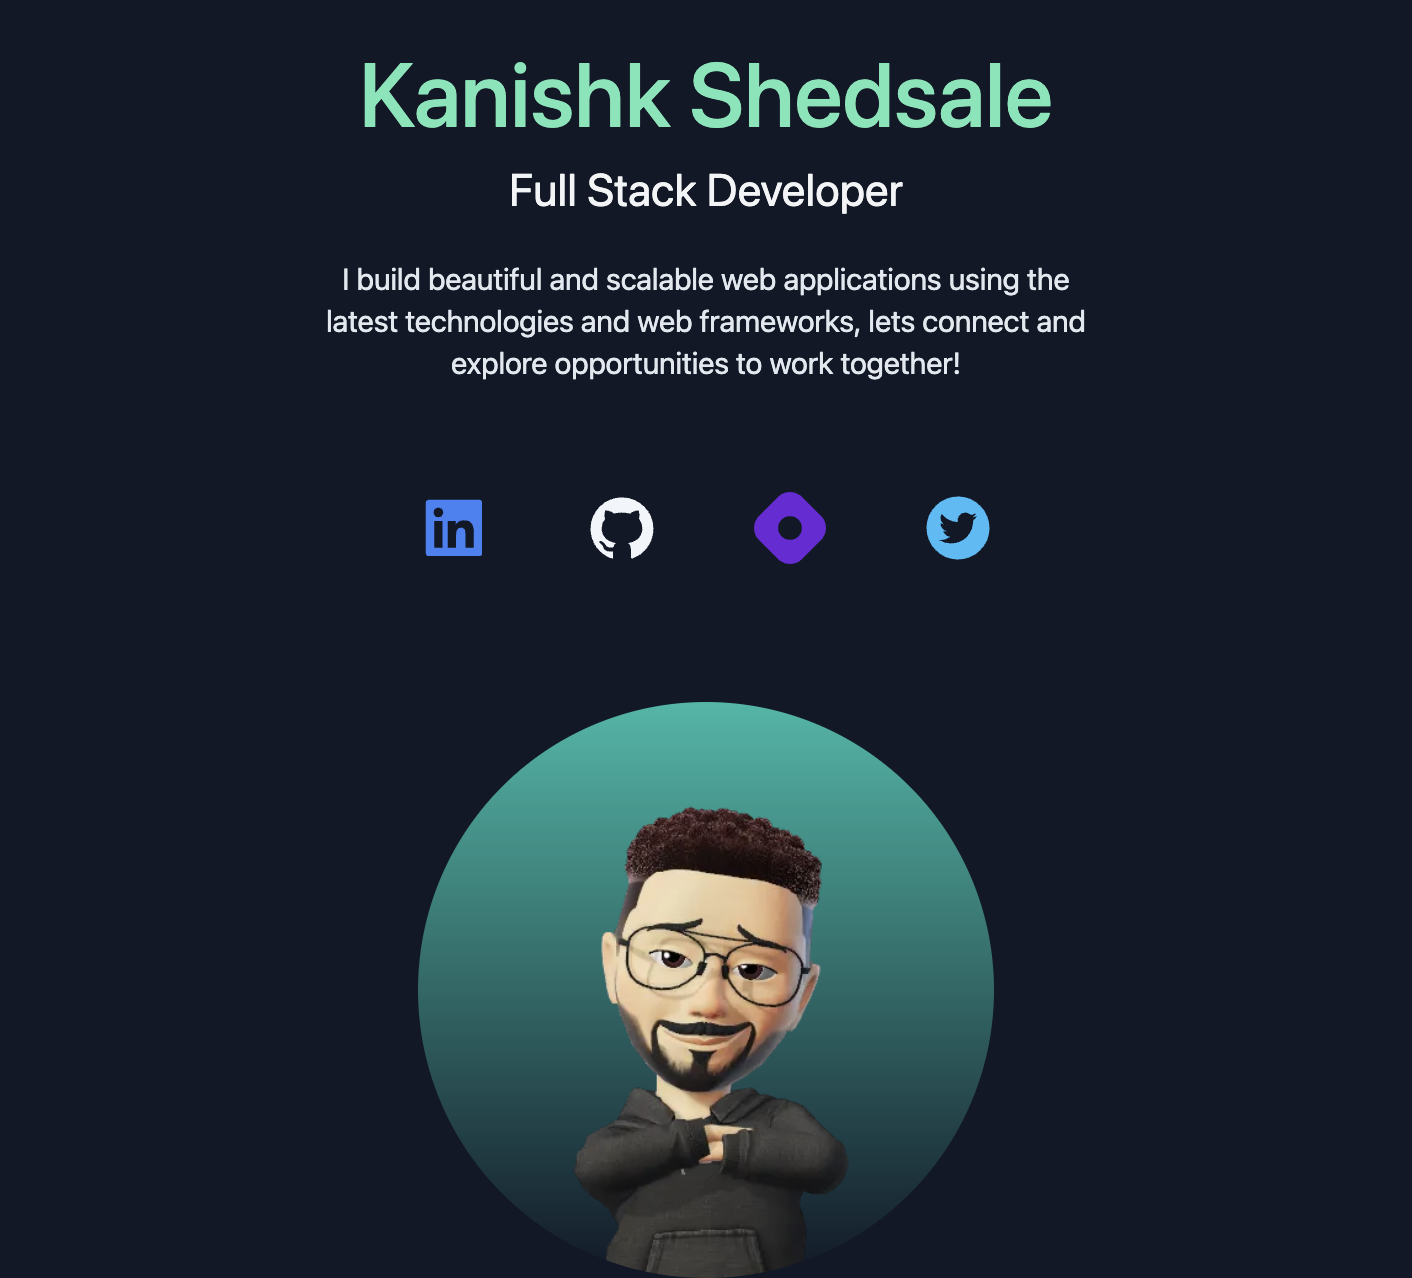 Kanishk Shedsale
Full Stack Developer
I build beautiful and scalable web applications using the
latest technologies and web frameworks, lets connect and
explore opportunities to work together!
in